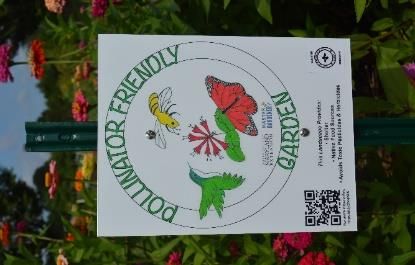 POLLINATOR FRIENDLY
GARDEN
This Landscape Provides:
• Shelter
• Native Food Sources
• Avoids Toxic Pesticides & Herbicides